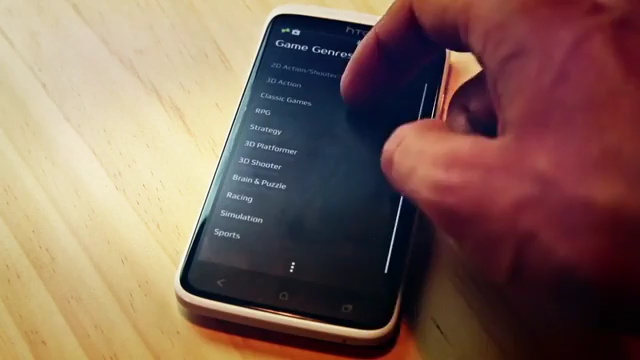 hTC
Game Genres
2D Action/Shooter
3D Action
Classic Games
RPG
Strategy
3D Platformer
3D Shooter
Brain & Puzzle
Racing
Simulation
Sports